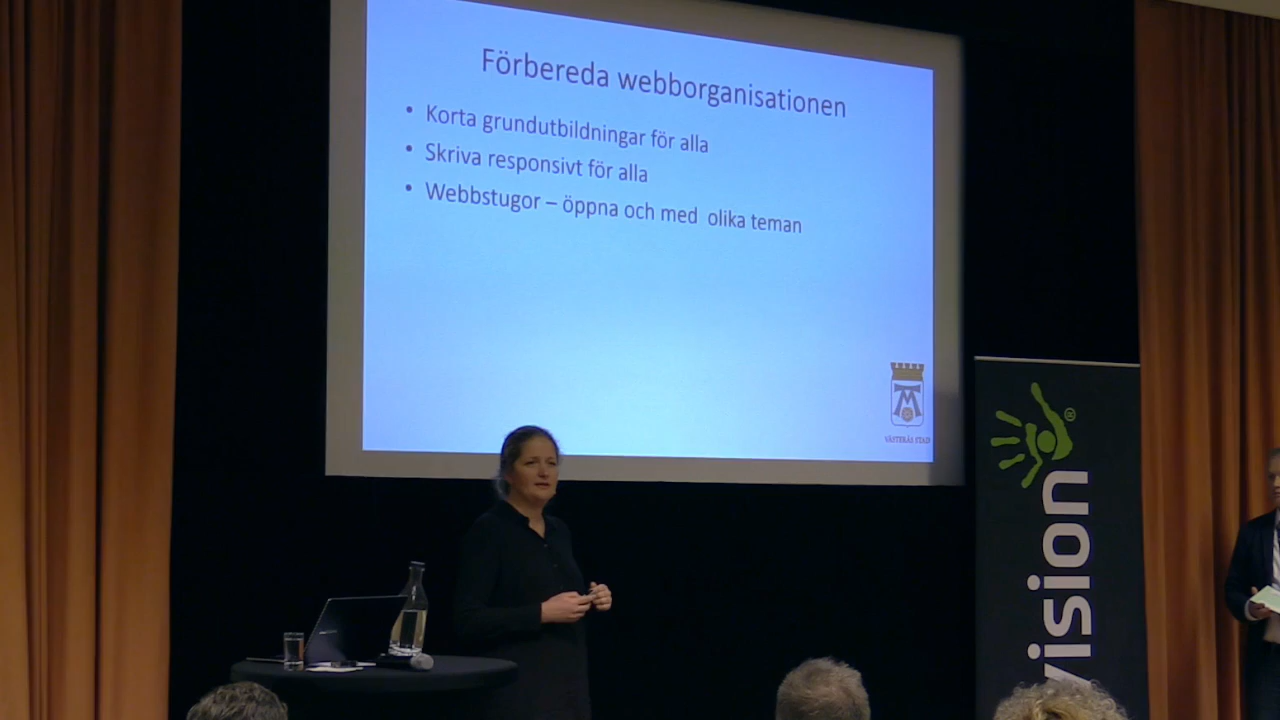 Förbereda webborganisationen
• Korta grundutbildningar för alla
• Skriva responsivt för alla
• Webbstugor – öppna och med olika teman
VÄSTERÅS STAD
®
vision